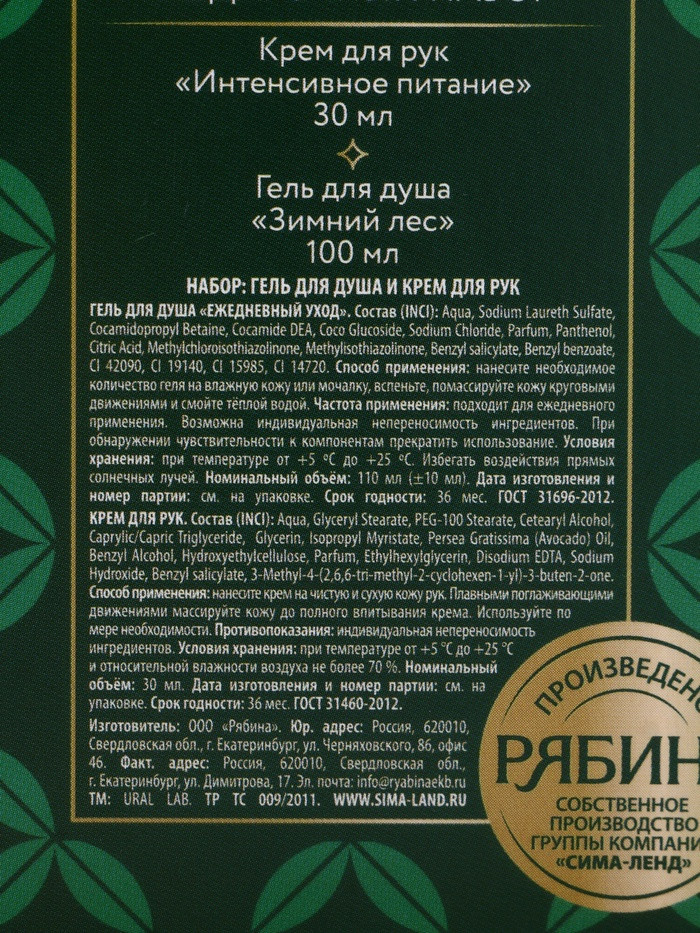 Крем для рук
«Интенсивное питание»
30 мл
Гель для душа
«Зимний лес»
100 мл
НАБОР: ГЕЛЬ ДЛЯ ДУША И КРЕМ ДЛЯ РУК
ГЕЛЬ ДЛЯ ДУША «ЕЖЕДНЕВНЫЙ УХОД». Состав (INCI): Aqua, Sodium Laureth Sulfate,
Cocamidopropyl Betaine, Cocamide DEA, Coco Glucoside, Sodium Chloride, Parfum, Panthenol,
Citric Acid, Methylchloroisothiazolinone, Methylisothiazolinone, Benzyl salicylate, Benzyl benzoate,
CI 42090, CI 19140, CI 15985, CI 14720. Способ применения: нанесите необходимое
количество геля на влажную кожу или мочалку, вспеньте, помассируйте кожу круговыми
движениями и смойте тёплой водой. Частота применения: подходит для ежедневного
применения. Возможна индивидуальная непереносимость ингредиентов. При
обнаружении чувствительности к компонентам прекратить использование. Условия
хранения: при температуре от +5 °С до +25 °С. Избегать воздействия прямых
солнечных лучей. Номинальный объём: 110 мл (±10 мл). Дата изготовления и
номер партии: см. на упаковке. Срок годности: 36 мес. ГОСТ 31696-2012.
КРЕМ ДЛЯ РУК. Состав (INCI): Aqua, Glyceryl Stearate, PEG-100 Stearate, Cetearyl Alcohol,
Caprylic/Capric Triglyceride, Glycerin, Isopropyl Myristate, Persea Gratissima (Avocado) Oil,
Benzyl Alcohol, Hydroxyethylcellulose, Parfum, Ethylhexylglycerin, Disodium EDTA, Sodium
Hydroxide, Benzyl salicylate, 3-Methyl-4-(2,6,6-tri-methyl-2-cyclohexen-1-yl)-3-buten-2-one.
Способ применения: нанесите крем на чистую и сухую кожу рук. Плавными поглаживающими
движениями массируйте кожу до полного впитывания крема. Используйте по
мере необходимости. Противопоказания: индивидуальная непереносимость
ингредиентов. Условия хранения: при температуре от +5 °С до +25 °С
и относительной влажности воздуха не более 70 %. Номинальный
объём: 30 мл. Дата изготовления и номер партии: см. на
упаковке. Срок годности: 36 мес. ГОСТ 31460-2012.
Изготовитель: ООО «Рябина». Юр. адрес: Россия, 620010,
Свердловская обл., г. Екатеринбург, ул. Черняховского, 86, офис
46. Факт. адрес: Россия, 620010, Свердловская обл.,
г. Екатеринбург, ул. Димитрова, 17. Эл. почта: info@ryabinaekb.ru
TM: URAL LAB. ТР ТС 009/2011. WWW.SIMA-LAND.RU
ПРОИЗВЕДЕНО
РЯБИН
СОБСТВЕННОЕ
ПРОИЗВОДСТВО
ГРУППЫ КОМПАНИ
«СИМА-ЛЕНД»